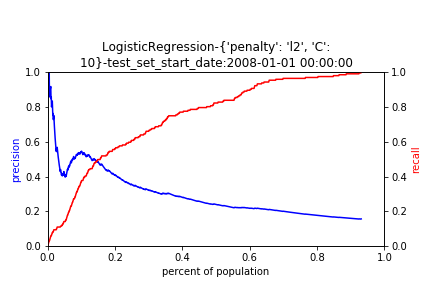 LogisticRegression-{'penalty': 'l2', 'C':
10}-test_set_start_date:2008-01-01 00:00:00
1.0
0.8
0.6
0.4
0.2
0.0
precision
1.0
0.8
0.6
0.4
0.2
0.0
recall
0.0 0.2 0.4 0.6 0.8 1.0
percent of population